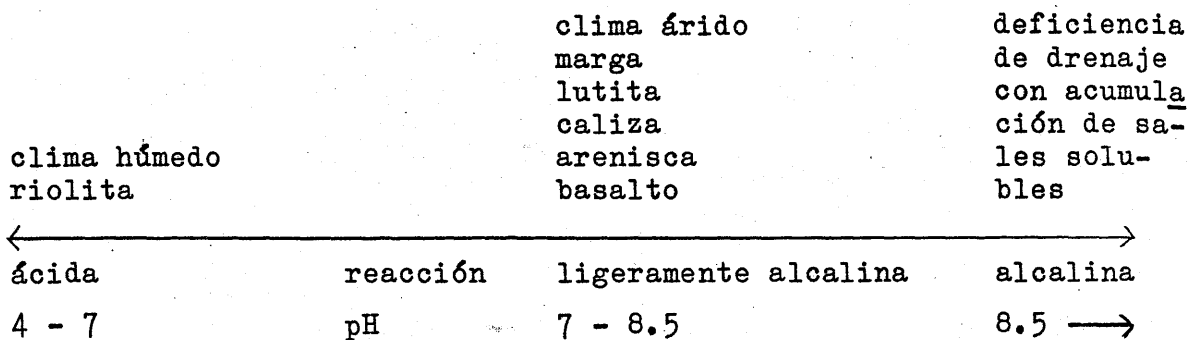 clima árido deficiencia
marga de drenaje
lutita con acumula
caliza ción de sa-
clima húmedo arenisca les solu-
riolita basalto bles
ácida reacción ligeramente alcalina alcalina
4 - 7 pH 7 - 8.5 8.5 →